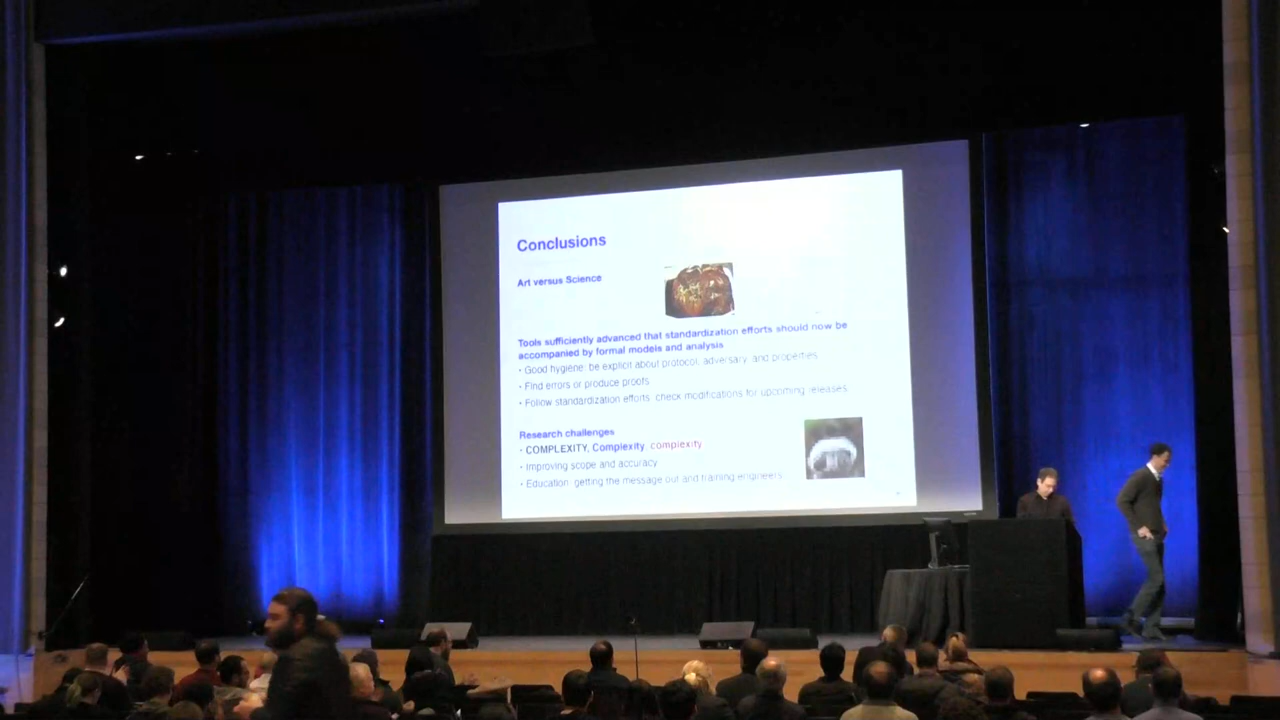 Conclusions
Art versus Science
Tools sufficiently advanced that standardization efforts should now be
accompanied by formal models and analysis
• Good hygiene: be explicit about protocol, adversary, and properties
• Find errors or produce proofs
• Follow standardization efforts: check modifications for upcoming releases
Research challenges
• COMPLEXITY, Complexity, complexity
• Improving scope and accuracy
• Education: getting the message out and training engineers